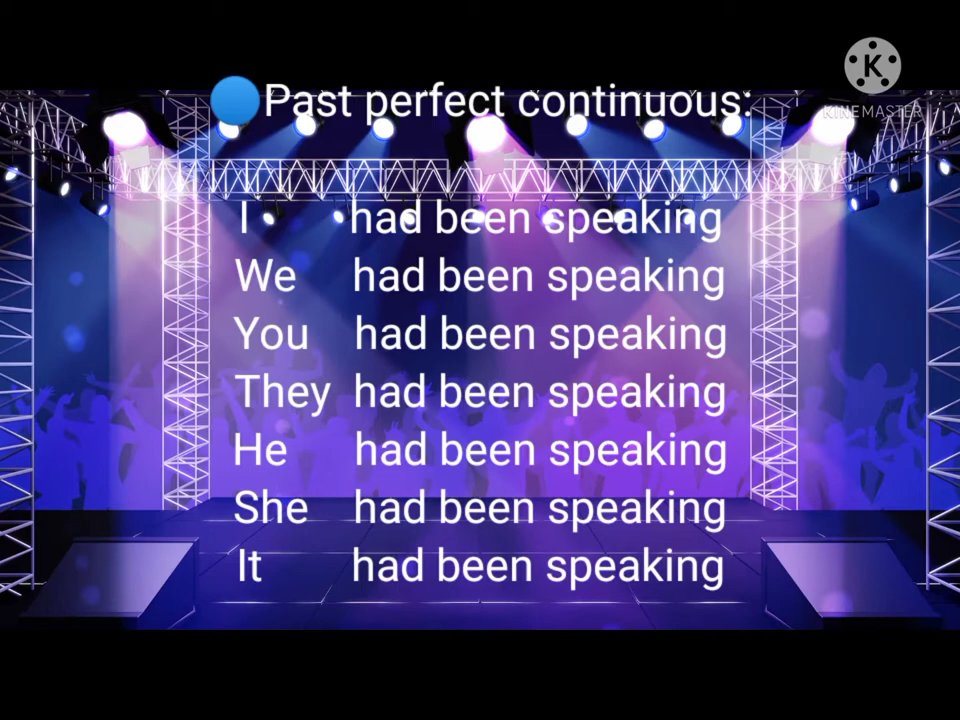 🔵Past perfect continuous:
K
KINEMASTER
I had been speaking
We had been speaking
You had been speaking
They had been speaking
He had been speaking
She had been speaking
It had been speaking